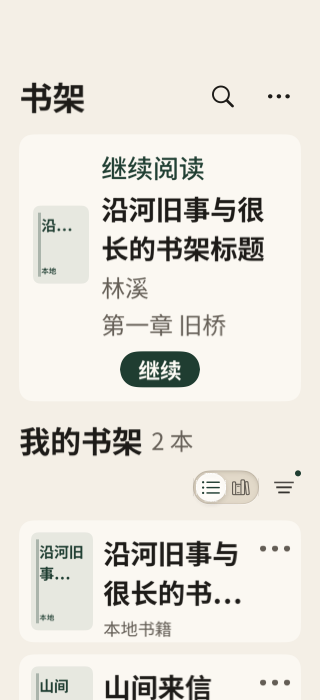 书架
继续阅读
沿河旧事与很
长的书架标题
沿…
本地
林溪
第一章 旧桥
继续
我的书架 2 本
沿河旧
事…
本地
沿河旧事与
很长的书…
本地书籍
山间
山间来信